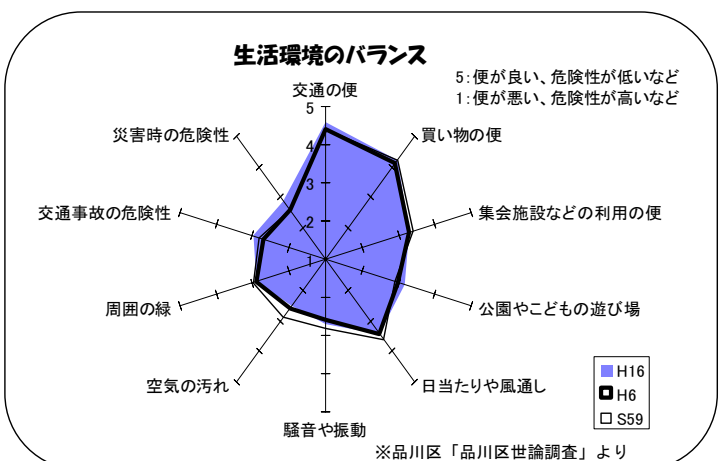 生活環境のバランス
5:便が良い、危険性が低いなど
1:便が悪い、危険性が高いなど
交通の便
買い物の便
集会施設などの利用の便
公園やこどもの遊び場
日当たりや風通し
騒音や振動
空気の汚れ
周囲の緑
交通事故の危険性
災害時の危険性
5
4
3
2
1
H16
H6
S59
※品川区「品川区世論調査」より